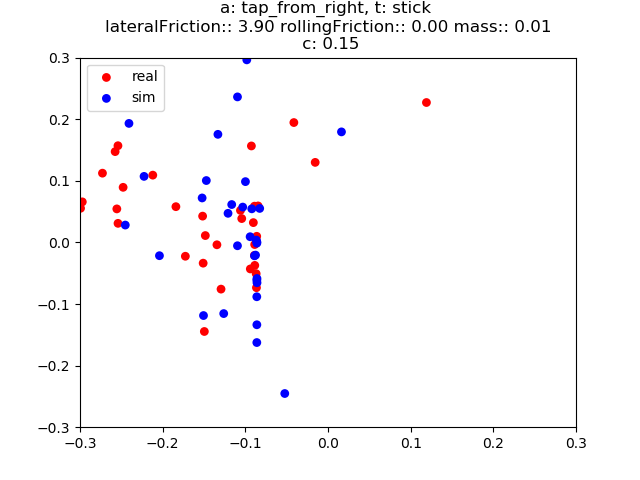 a: tap_from_right, t: stick
lateralFriction:: 3.90 rollingFriction:: 0.00 mass:: 0.01
c: 0.15
real
sim
0.3
0.2
0.1
0.0
−0.1
−0.2
−0.3
−0.3
−0.2
−0.1
0.0
0.1
0.2
0.3